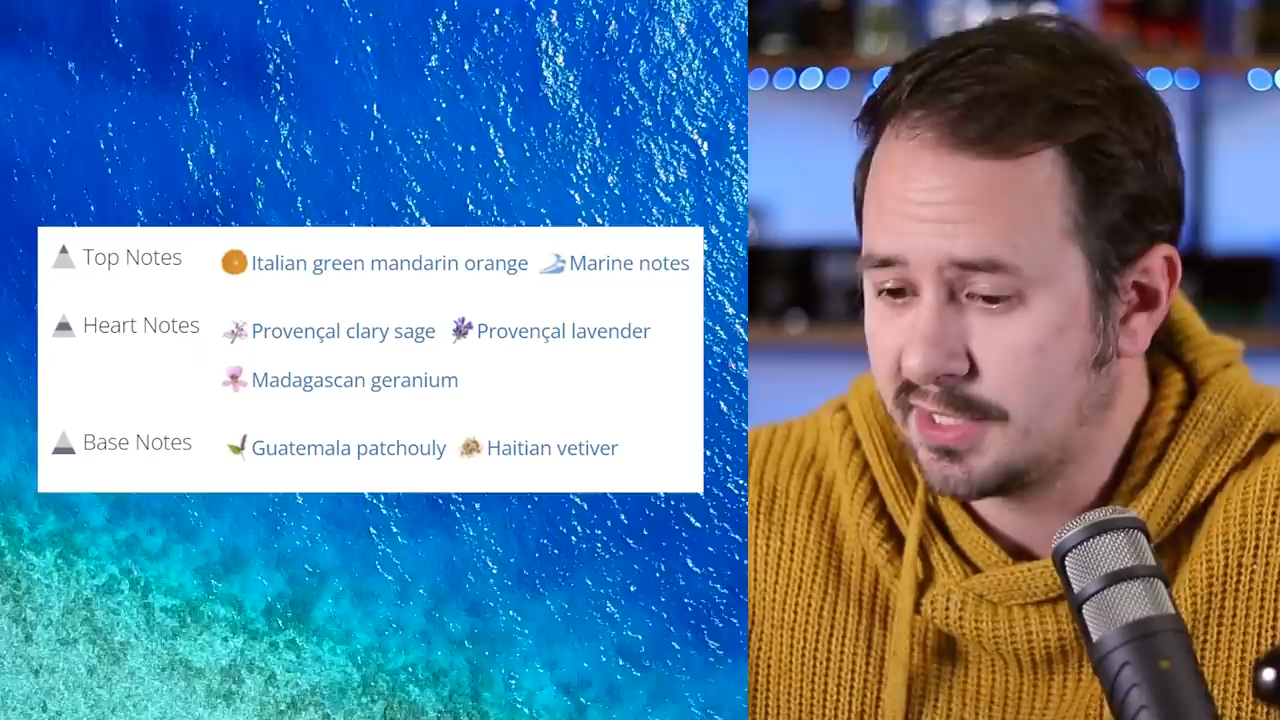 Top Notes Italian green mandarin orange Marine notes
Heart Notes Provençal clary sage Provençal lavender
Madagascan geranium
Base Notes Guatemala patchouly Haitian vetiver